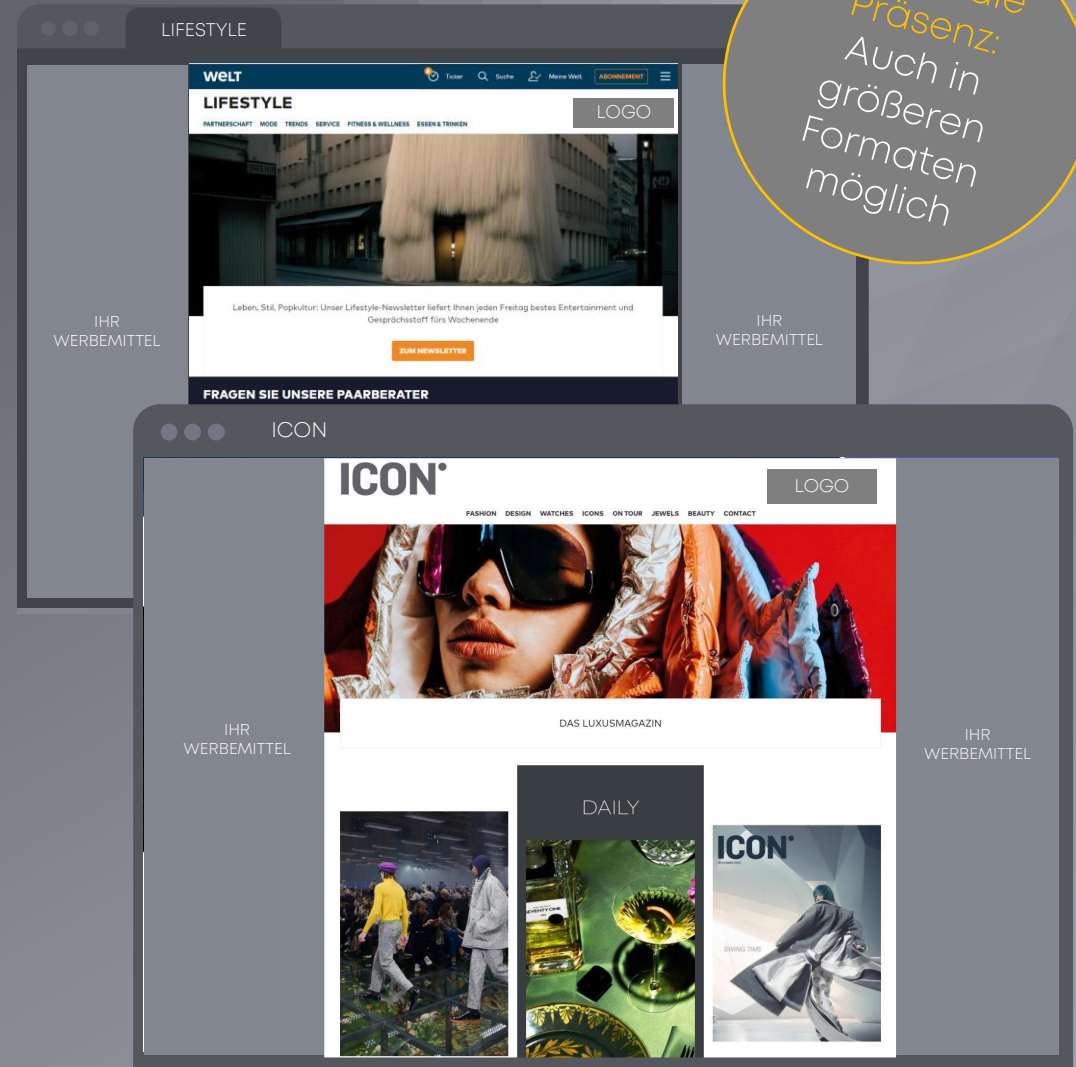 LIFESTYLE
Präsenz:
Auch in
größeren
Formaten
möglich
WELT
Ticker
Suche
Meine Welt
ABONNEMENT
LIFESTYLE
LOGO
PARTNERSCHAFT MODE TRENDS SERVICE FITNESS & WELLNESS ESSEN & TRINKEN
IHR
WERBEMITTEL
Leben, Stil, Popkultur: Unser Lifestyle-Newsletter liefert Ihnen jeden Freitag bestes Entertainment und
Gesprächsstoff fürs Wochenende
ZUM NEWSLETTER
IHR
WERBEMITTEL
FRAGEN SIE UNSERE PAARBERATER
ICON
ICON
LOGO
FASHION DESIGN WATCHES ICONS ON TOUR JEWELS BEAUTY CONTACT
IHR
WERBEMITTEL
DAS LUXUSMAGAZIN
IHR
WERBEMITTEL
DAILY
ICON
SWING TIME